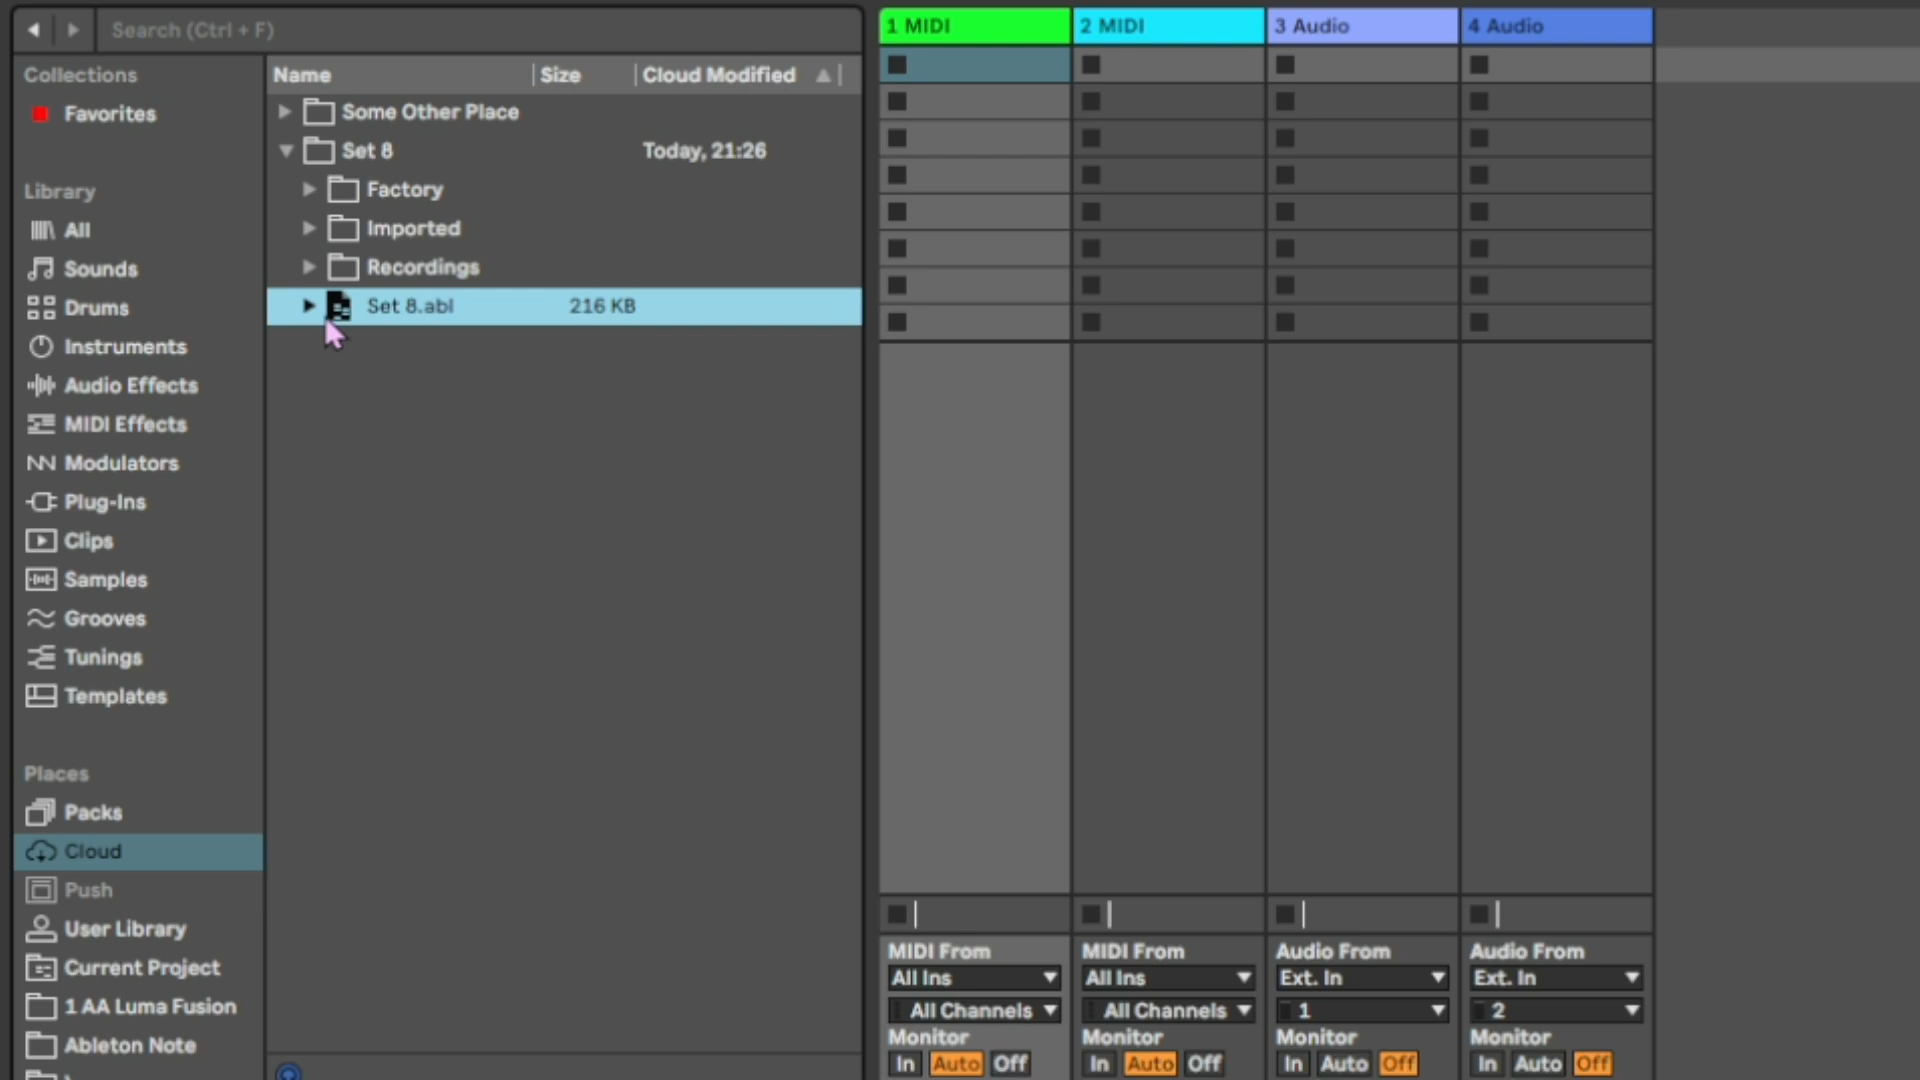 Search (Ctrl + F)
Collections
Favorites
Library
All
Sounds
Drums
Instruments
Audio Effects
MIDI Effects
Modulators
Plug-Ins
Clips
Samples
Grooves
Tunings
Templates
Places
Packs
Cloud
Push
User Library
Current Project
1 AA Luma Fusion
Ableton Note
Name Size Cloud Modified
Some Other Place
Set 8 Today, 21:26
Factory
Imported
Recordings
Set 8.abl 216 KB
1 MIDI 2 MIDI 3 Audio 4 Audio
MIDI From MIDI From Audio From Audio From
All Ins All Ins Ext. In Ext. In
All Channels All Channels 1 2
Monitor Monitor Monitor Monitor
In Auto Off In Auto Off In Auto Off In Auto Off